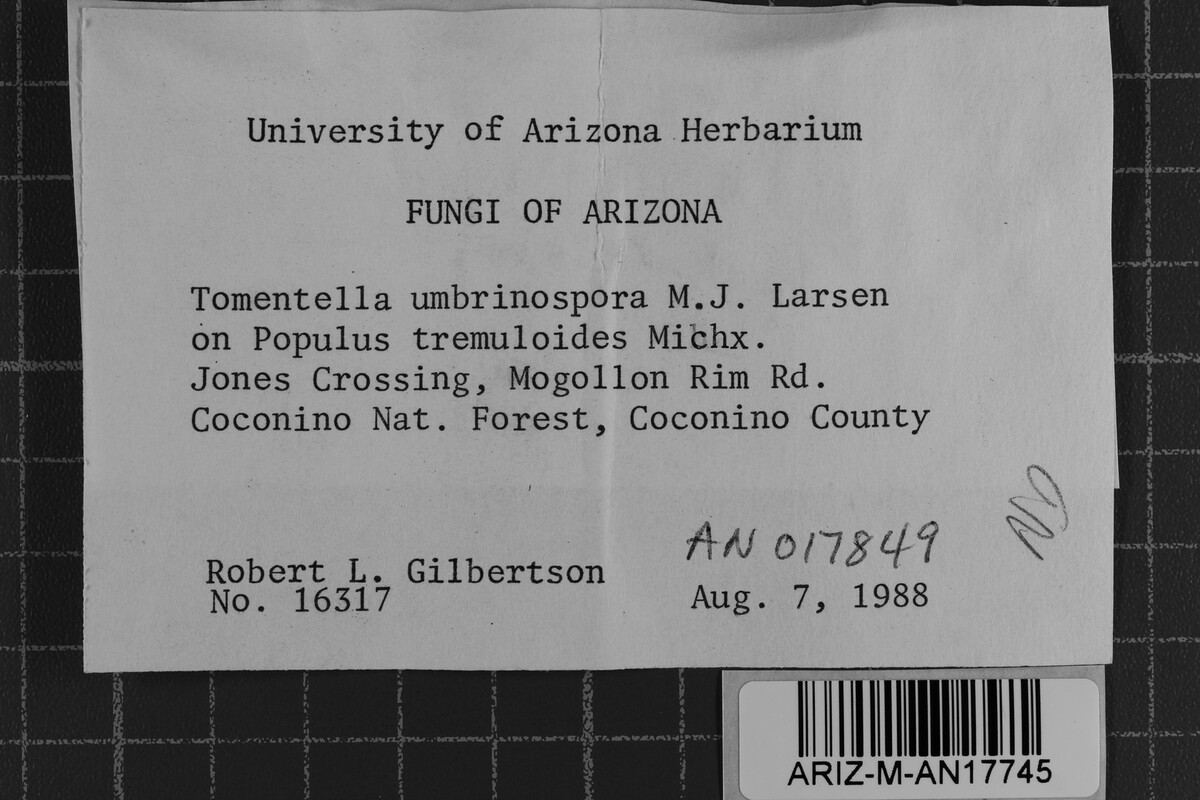 University of Arizona Herbarium
FUNGI OF ARIZONA
Tomentella umbrinospora M.J. Larsen
on Populus tremuloides Michx.
Jones Crossing, Mogollon Rim Rd.
Coconino Nat. Forest, Coconino County
ND
AN 017849
Robert L. Gilbertson
No. 16317
Aug. 7, 1988
ARIZ-M-AN17745